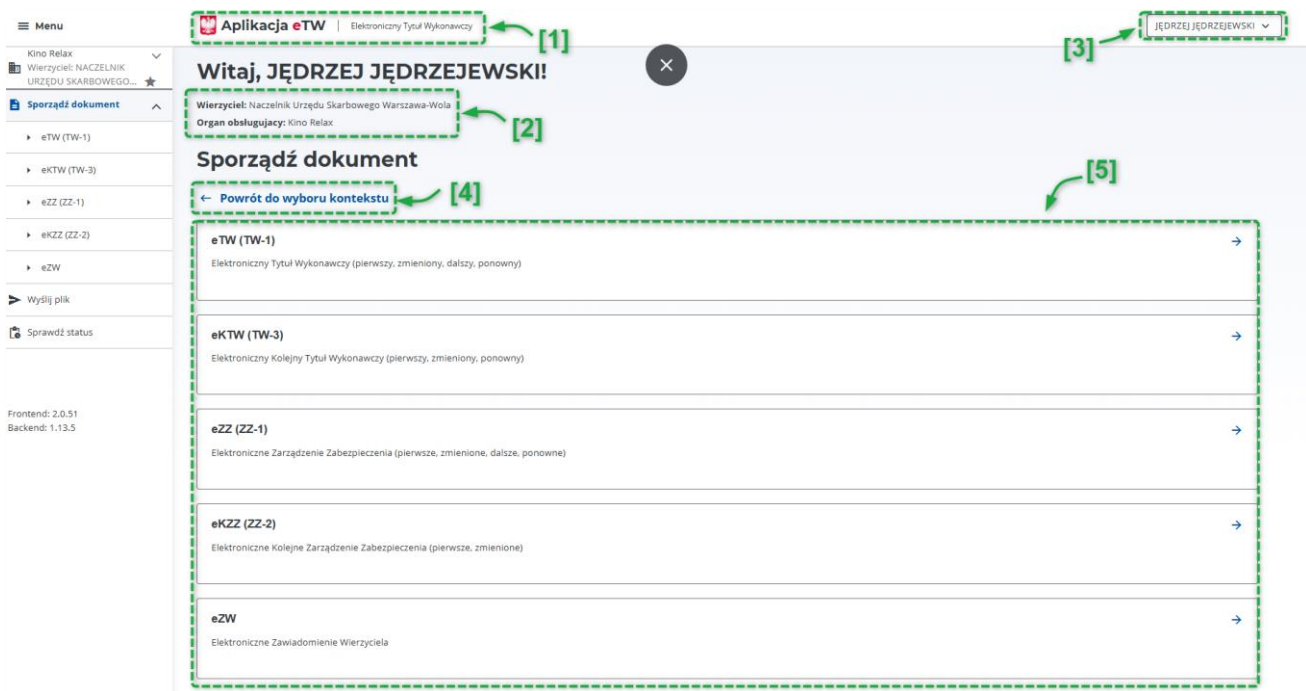 Menu
Aplikacja eTW | Elektroniczny Tytuł Wykonawczy
[1]
JĘDRZEJ JĘDRZEJEWSKI
[3]
Kino Relax
Wierzyciel: NACZELNIK
URZĘDU SKARBOWEGO...
Sporządź dokument
eTW (TW-1)
eKTW (TW-3)
eZZ (ZZ-1)
eKZZ (ZZ-2)
eZW
Wyślij plik
Sprawdź status
Frontend: 2.0.51
Backend: 1.13.5
Witaj, JĘDRZEJ JĘDRZEJEWSKI!
Wierzyciel: Naczelnik Urzędu Skarbowego Warszawa-Wola
Organ obsługujacy: Kino Relax
[2]
Sporządź dokument
← Powrót do wyboru kontekstu
[4]
[5]
eTW (TW-1)
Elektroniczny Tytuł Wykonawczy (pierwszy, zmieniony, dalszy, ponowny)
eKTW (TW-3)
Elektroniczny Kolejny Tytuł Wykonawczy (pierwszy, zmieniony, ponowny)
eZZ (ZZ-1)
Elektroniczne Zarządzenie Zabezpieczenia (pierwsze, zmienione, dalsze, ponowne)
eKZZ (ZZ-2)
Elektroniczne Kolejne Zarządzenie Zabezpieczenia (pierwsze, zmienione)
eZW
Elektroniczne Zawiadomienie Wierzyciela